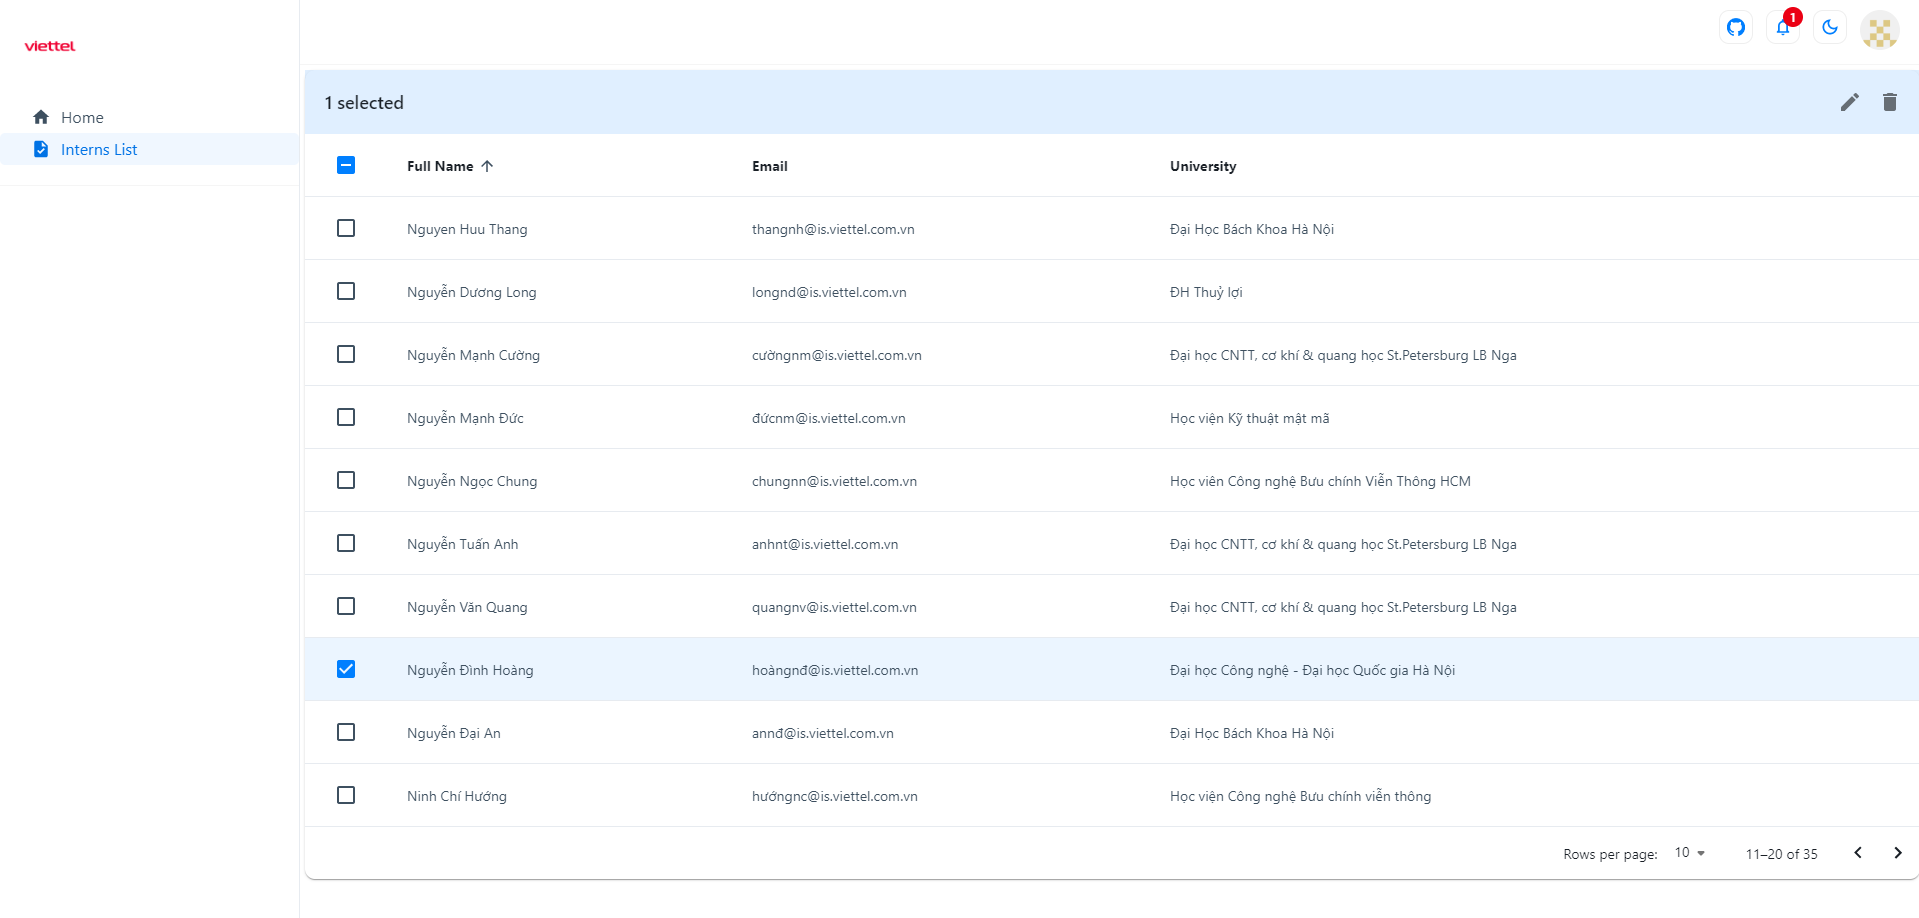 viettel
1
Home
Interns List
1 selected
Full Name Email University
Nguyen Huu Thang thangnh@is.viettel.com.vn Đại Học Bách Khoa Hà Nội
Nguyễn Dương Long longnd@is.viettel.com.vn ĐH Thuỷ lợi
Nguyễn Mạnh Cường cườngnm@is.viettel.com.vn Đại học CNTT, cơ khí & quang học St.Petersburg LB Nga
Nguyễn Mạnh Đức đứcnm@is.viettel.com.vn Học viện Kỹ thuật mật mã
Nguyễn Ngọc Chung chungnn@is.viettel.com.vn Học viên Công nghệ Bưu chính Viễn Thông HCM
Nguyễn Tuấn Anh anhnt@is.viettel.com.vn Đại học CNTT, cơ khí & quang học St.Petersburg LB Nga
Nguyễn Văn Quang quangnv@is.viettel.com.vn Đại học CNTT, cơ khí & quang học St.Petersburg LB Nga
Nguyễn Đình Hoàng hoàngnđ@is.viettel.com.vn Đại học Công nghệ - Đại học Quốc gia Hà Nội
Nguyễn Đại An annđ@is.viettel.com.vn Đại Học Bách Khoa Hà Nội
Ninh Chí Hướng hướngnc@is.viettel.com.vn Học viện Công nghệ Bưu chính viễn thông
Rows per page: 10 11–20 of 35